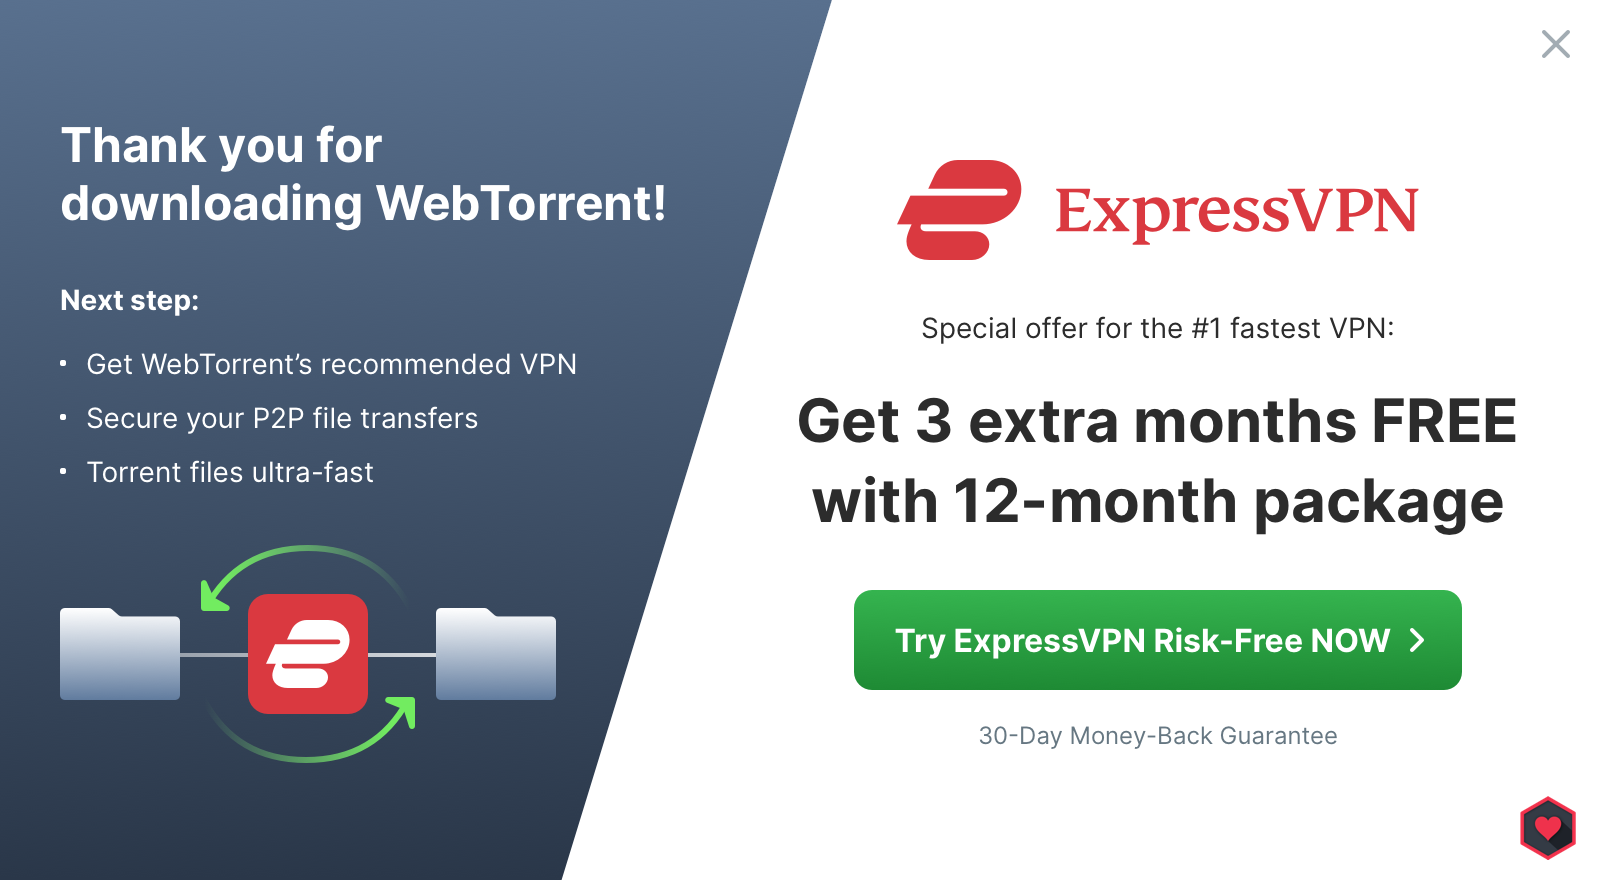 Thank you for
downloading WebTorrent!
Next step:
• Get WebTorrent’s recommended VPN
• Secure your P2P file transfers
• Torrent files ultra-fast
ExpressVPN
Special offer for the #1 fastest VPN:
Get 3 extra months FREE
with 12-month package
Try ExpressVPN Risk-Free NOW
30-Day Money-Back Guarantee